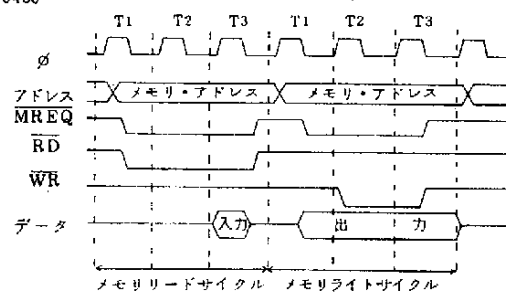 T1 T2 T3 T1 T2 T3
φ
アドレス メモリ・アドレス メモリ・アドレス
MREQ
RD
WR
データ 入力 出 力
メモリリードサイクル メモリライトサイクル